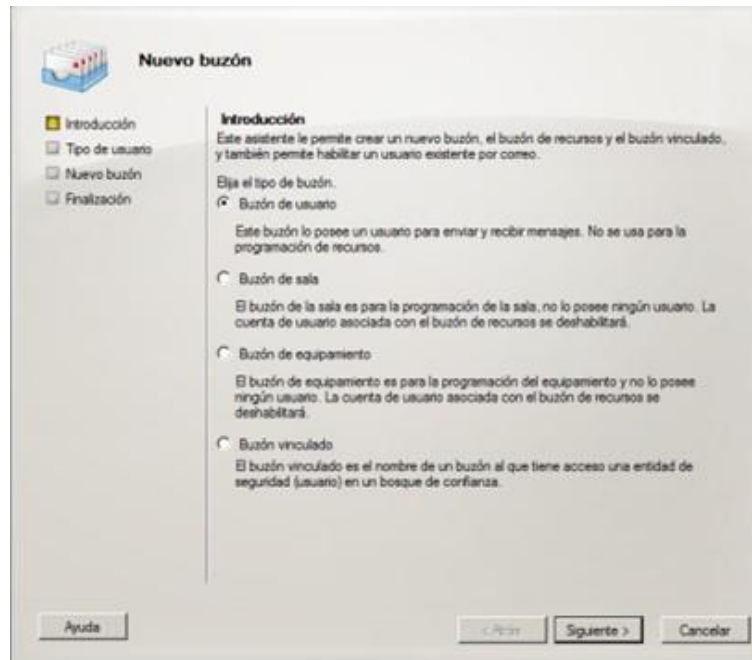 Nuevo buzón
Introducción
Tipo de usuario
Nuevo buzón
Finalización
Introducción
Este asistente le permite crear un nuevo buzón, el buzón de recursos y el buzón vinculado,
y también permite habilitar un usuario existente por correo.
Elija el tipo de buzón.
Buzón de usuario
Este buzón lo posee un usuario para enviar y recibir mensajes. No se usa para la
programación de recursos.
Buzón de sala
El buzón de la sala es para la programación de la sala, no lo posee ningún usuario. La
cuenta de usuario asociada con el buzón de recursos se deshabilitará.
Buzón de equipamiento
El buzón de equipamiento es para la programación del equipamiento y no lo posee
ningún usuario. La cuenta de usuario asociada con el buzón de recursos se
deshabilitará.
Buzón vinculado
El buzón vinculado es el nombre de un buzón al que tiene acceso una entidad de
seguridad (usuario) en un bosque de confianza.
Ayuda
< Atrás
Siguiente >
Cancelar